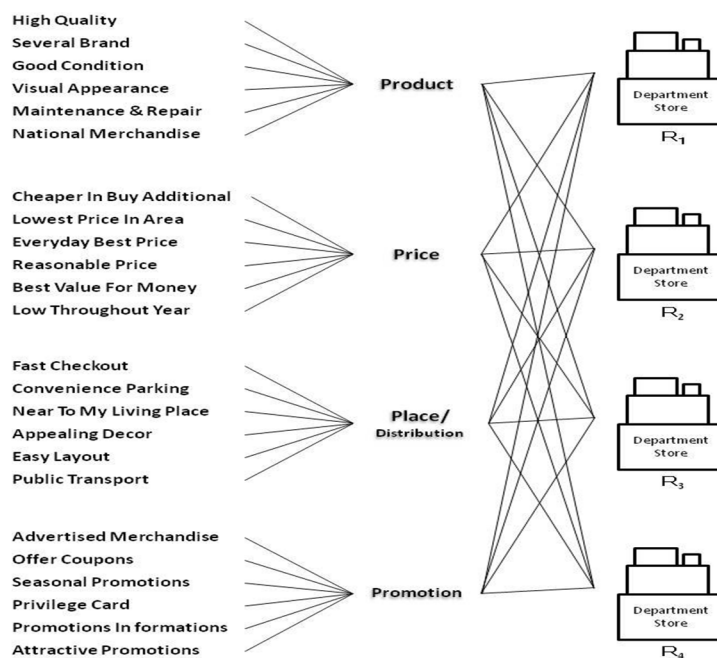 High Quality
Several Brand
Good Condition
Visual Appearance
Maintenance & Repair
National Merchandise
Product
Department
Store
R1
Cheaper In Buy Additional
Lowest Price In Area
Everyday Best Price
Reasonable Price
Best Value For Money
Low Throughout Year
Price
Department
Store
R2
Fast Checkout
Convenience Parking
Near To My Living Place
Appealing Decor
Easy Layout
Public Transport
Place/
Distribution
Department
Store
R3
Advertised Merchandise
Offer Coupons
Seasonal Promotions
Privilege Card
Promotions In formations
Attractive Promotions
Promotion
Department
Store
R4